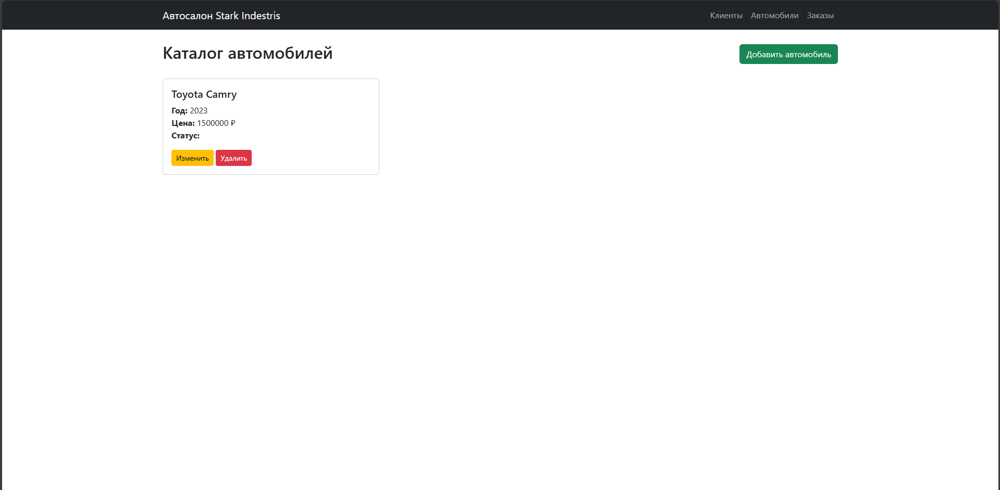 Автосалон Stark Indestris
Клиенты Автомобили Заказы
Каталог автомобилей
Добавить автомобиль
Toyota Camry
Год: 2023
Цена: 1500000 ₽
Статус:
Изменить Удалить